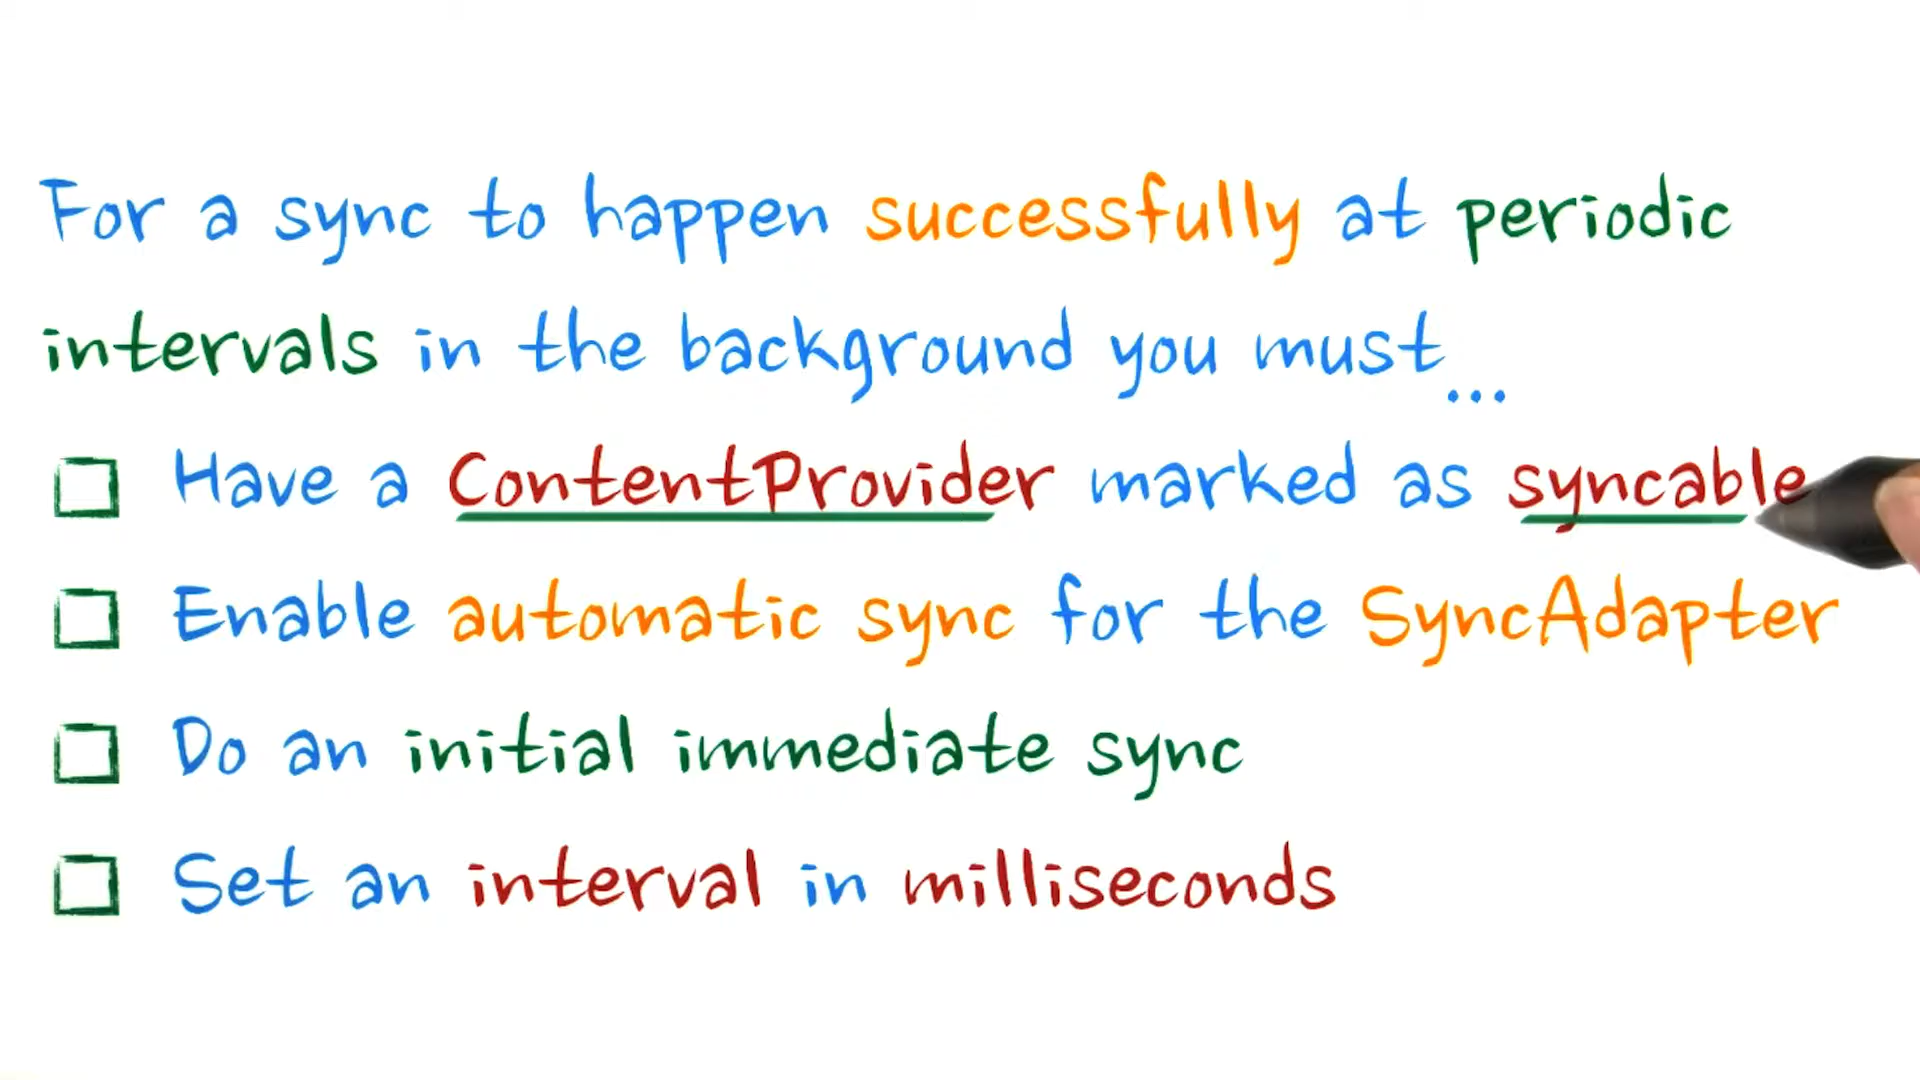 For a sync to happen successfully at periodic
intervals in the background you must...
Have a ContentProvider marked as syncable
Enable automatic sync for the SyncAdapter
Do an initial immediate sync
Set an interval in milliseconds